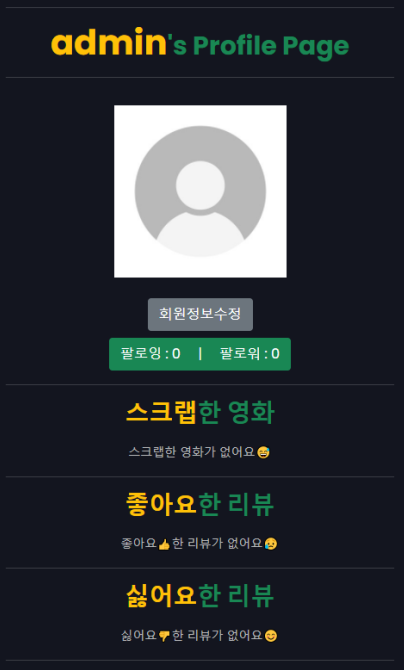 admin's Profile Page
회원정보수정
팔로잉 : 0 | 팔로워 : 0
스크랩한 영화
스크랩한 영화가 없어요😅
좋아요한 리뷰
좋아요👍한 리뷰가 없어요😥
싫어요한 리뷰
싫어요👎한 리뷰가 없어요😊